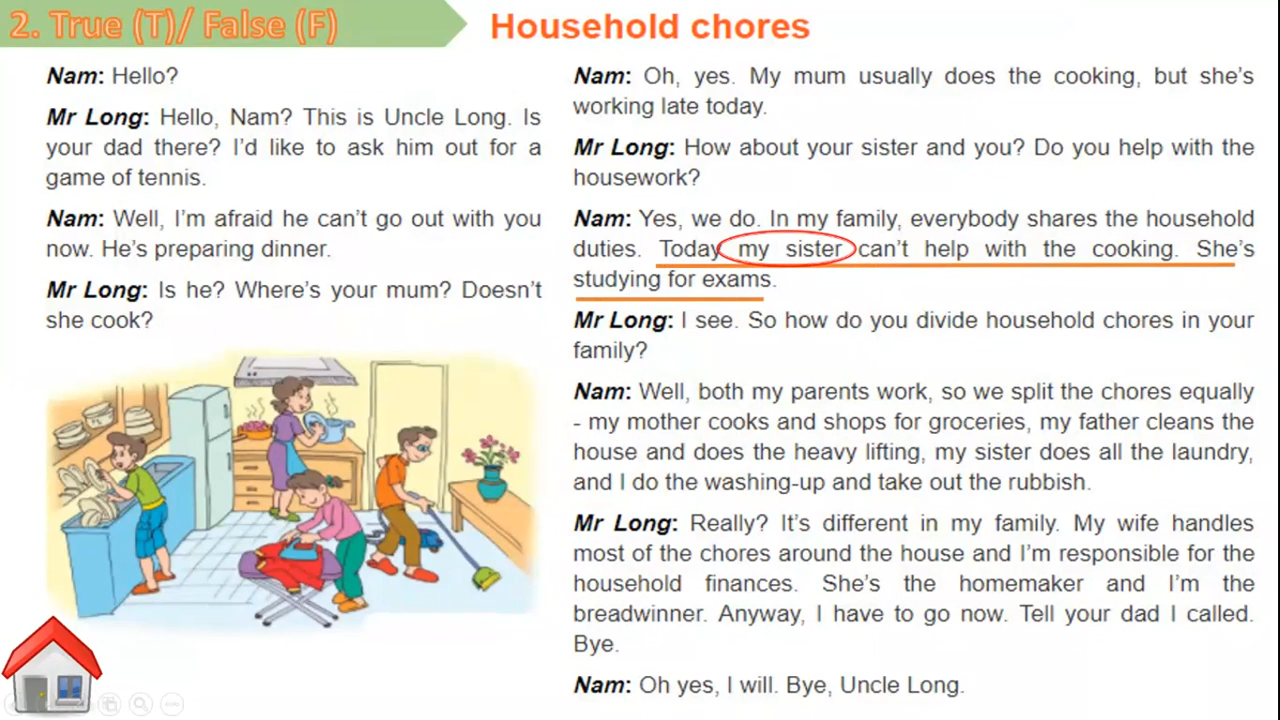 2. True (T)/ False (F)
Household chores
Nam: Hello?
Mr Long: Hello, Nam? This is Uncle Long. Is
your dad there? I'd like to ask him out for a
game of tennis.
Nam: Well, I'm afraid he can't go out with you
now. He's preparing dinner.
Mr Long: Is he? Where's your mum? Doesn't
she cook?
Nam: Oh, yes. My mum usually does the cooking, but she's
working late today.
Mr Long: How about your sister and you? Do you help with the
housework?
Nam: Yes, we do. In my family, everybody shares the household
duties. Today my sister can't help with the cooking. She's
studying for exams.
Mr Long: I see. So how do you divide household chores in your
family?
Nam: Well, both my parents work, so we split the chores equally
- my mother cooks and shops for groceries, my father cleans the
house and does the heavy lifting, my sister does all the laundry,
and I do the washing-up and take out the rubbish.
Mr Long: Really? It's different in my family. My wife handles
most of the chores around the house and I'm responsible for the
household finances. She's the homemaker and I'm the
breadwinner. Anyway, I have to go now. Tell your dad I called.
Bye.
Nam: Oh yes, I will. Bye, Uncle Long.